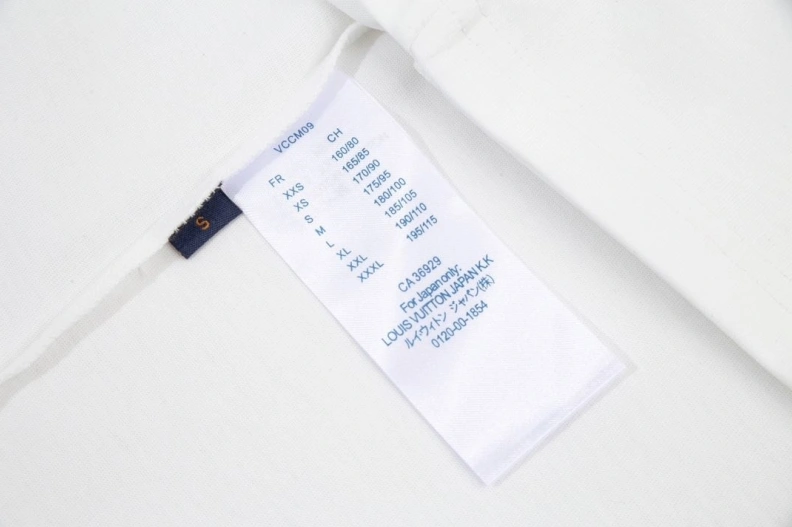 VCCM09
FR CH
XXS 160/80
XS 165/85
S 170/90
M 175/95
L 180/100
XL 185/105
XXL 190/110
XXXL 195/115
CA 36929
For Japan only:
LOUIS VUITTON JAPAN K.K
ルイ・ヴィトン ジャパン(株)
0120-00-1854
S